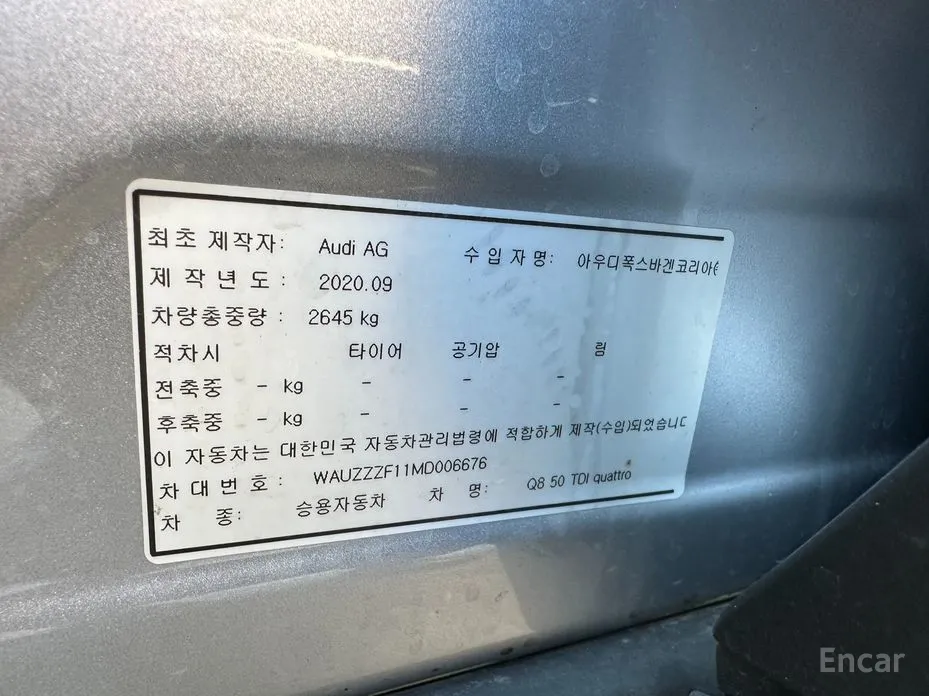 최초 제작자: Audi AG 수 입 자 명: 아우디폭스바겐코리아
제 작 년 도 : 2020.09
차량총중량 : 2645 kg
적차시 타이어 공기압 림
전축중 - kg - - -
후축중 - kg - - -
이 자동차는 대한민국 자동차관리법령에 적합하게 제작(수입)되었습니
차 대 번 호 : WAUZZZF11MD006676
차 종: 승용자동차 차 명: Q8 50 TDI quattro
Encar